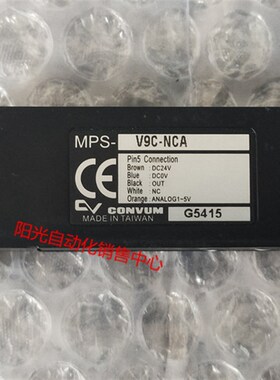 MPS- V9C-NCA
Pin5 Connection
Brown :DC24V
Blue :DC0V
Black :OUT
White :NC
Orange :ANALOG1-5V
CE
CONVUM
MADE IN TAIWAN
G5415
阳光自动化销售中心